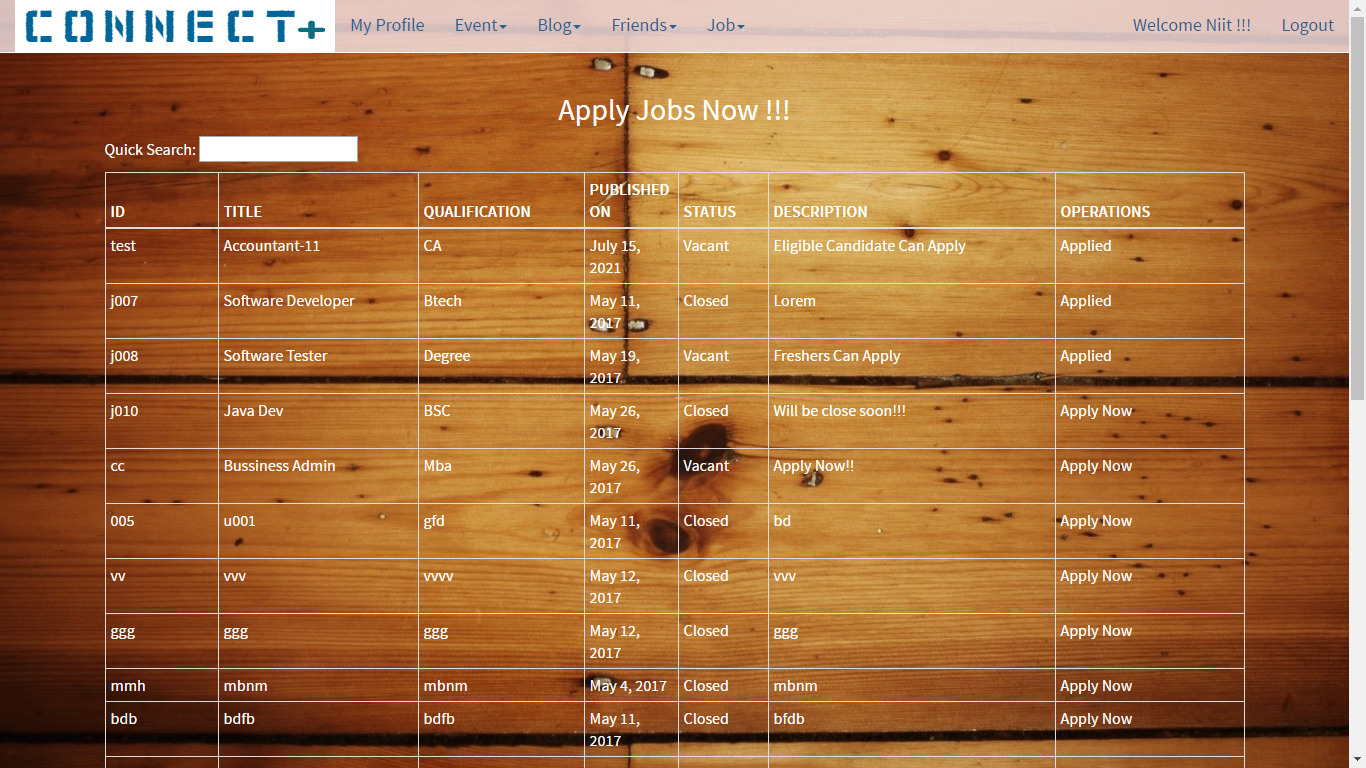 CONNECT+ My Profile Event Blog Friends Job Welcome Niit !!! Logout
Apply Jobs Now !!!
Quick Search:
ID TITLE QUALIFICATION PUBLISHED ON STATUS DESCRIPTION OPERATIONS
test Accountant-11 CA July 15, 2021 Vacant Eligible Candidate Can Apply Applied
j007 Software Developer Btech May 11, 2017 Closed Lorem Applied
j008 Software Tester Degree May 19, 2017 Vacant Freshers Can Apply Applied
j010 Java Dev BSC May 26, 2017 Closed Will be close soon!!! Apply Now
cc Bussiness Admin Mba May 26, 2017 Vacant Apply Now!! Apply Now
005 u001 gfd May 11, 2017 Closed bd Apply Now
vv vvv vvvv May 12, 2017 Closed vvv Apply Now
ggg ggg ggg May 12, 2017 Closed ggg Apply Now
mmh mbnm mbnm May 4, 2017 Closed mbnm Apply Now
bdb bdfb bdfb May 11, 2017 Closed bfdb Apply Now